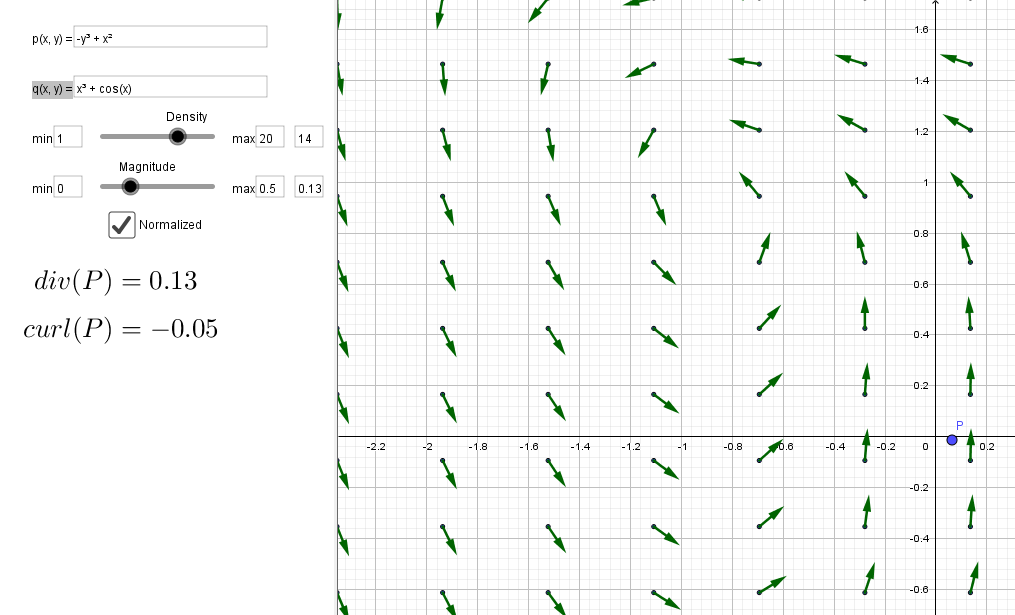 p(x, y) = -y³ + x²
q(x, y) = x³ + cos(x)
Density
min 1 max 20 14
Magnitude
min 0 max 0.5 0.13
Normalized
div(P) = 0.13
curl(P) = −0.05
1.6
1.4
1.2
1
0.8
0.6
0.4
0.2
P
-2.2 -2 -1.8 -1.6 -1.4 -1.2 -1 -0.8 -0.6 -0.4 -0.2 0 0.2
-0.2
-0.4
-0.6